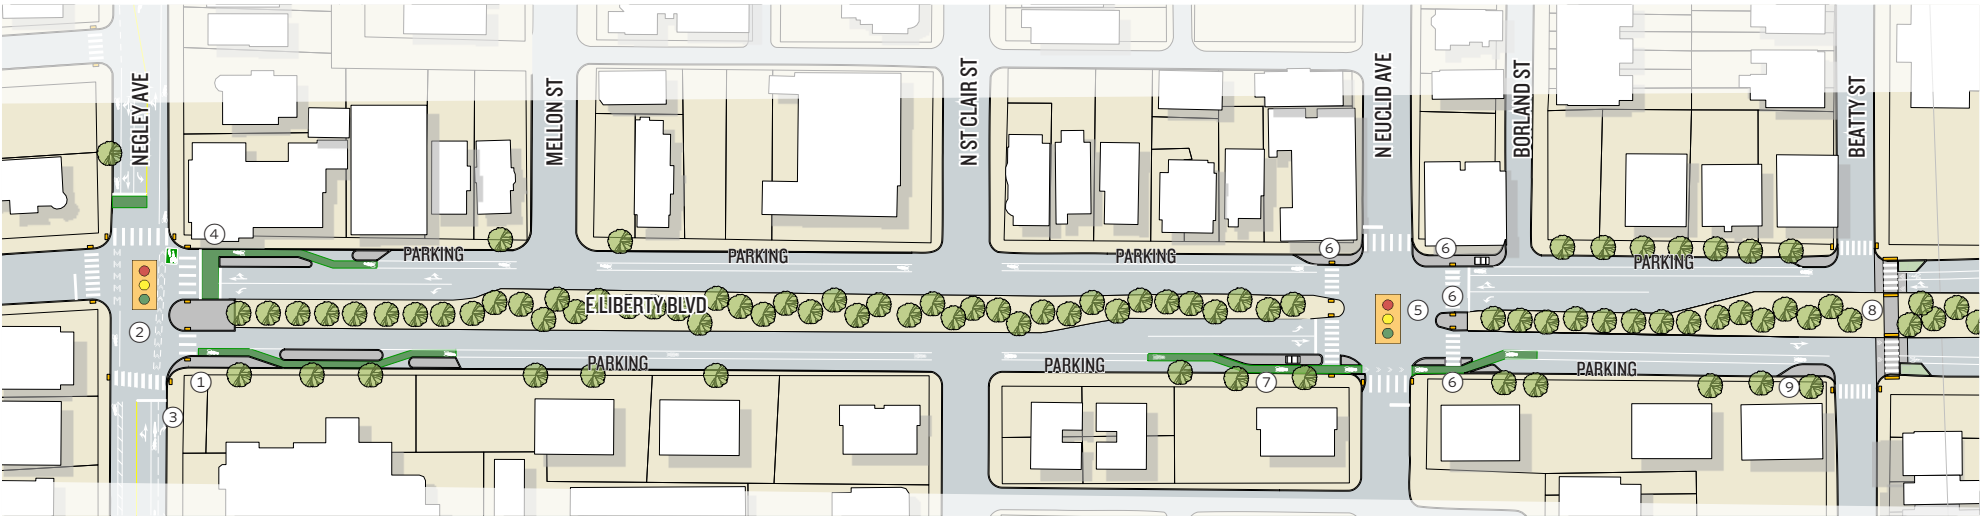 NEGLEY AVE
MELLON ST
N ST CLAIR ST
N EUCLID AVE
BORLAND ST
BEATTY ST
4
PARKING
PARKING
PARKING
6
6
PARKING
2
E LIBERTY BLVD
5
6
8
1
3
PARKING
PARKING
7
6
PARKING
9